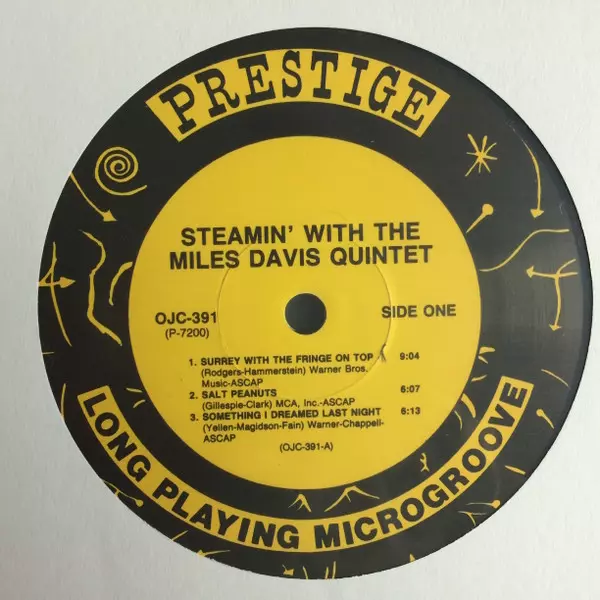 PRESTIGE
STEAMIN' WITH THE
MILES DAVIS QUINTET
OJC-391
(P-7200)
SIDE ONE
1. SURREY WITH THE FRINGE ON TOP 9:04
(Rodgers-Hammerstein) Warner Bros.
Music-ASCAP
2. SALT PEANUTS 6:07
(Gillespie-Clark) MCA, Inc.-ASCAP
3. SOMETHING I DREAMED LAST NIGHT 6:13
(Yellen-Magidson-Fain) Warner-Chappell-
ASCAP
(OJC-391-A)
LONG PLAYING MICROGROOVE